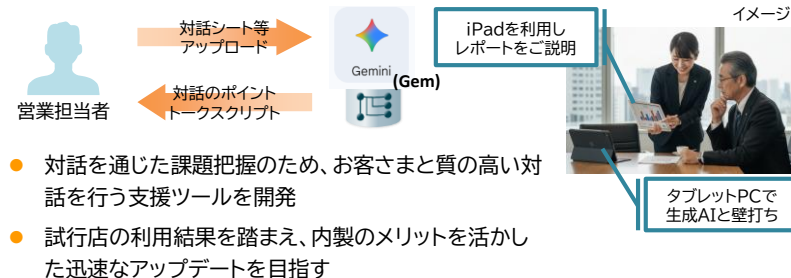 対話シート等
アップロード
Gemini
(Gem)
対話のポイント
トークスクリプト
営業担当者
イメージ
iPadを利用し
レポートをご説明
タブレットPCで
生成AIと壁打ち
● 対話を通じた課題把握のため、お客さまと質の高い対
話を行う支援ツールを開発
● 試行店の利用結果を踏まえ、内製のメリットを活かし
た迅速なアップデートを目指す